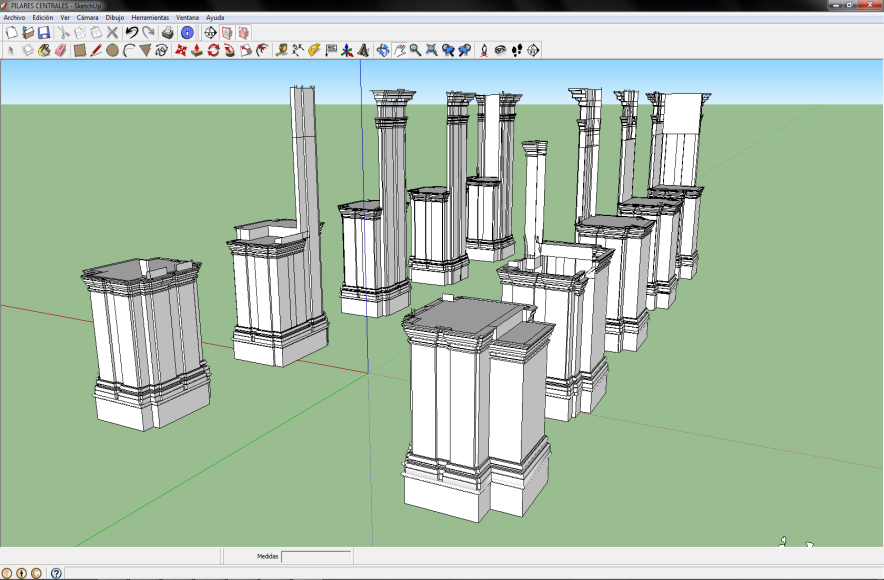 PILARES CENTRALES - SketchUp
Archivo Edición Ver Cámara Dibujo Herramientas Ventana Ayuda
Medidas